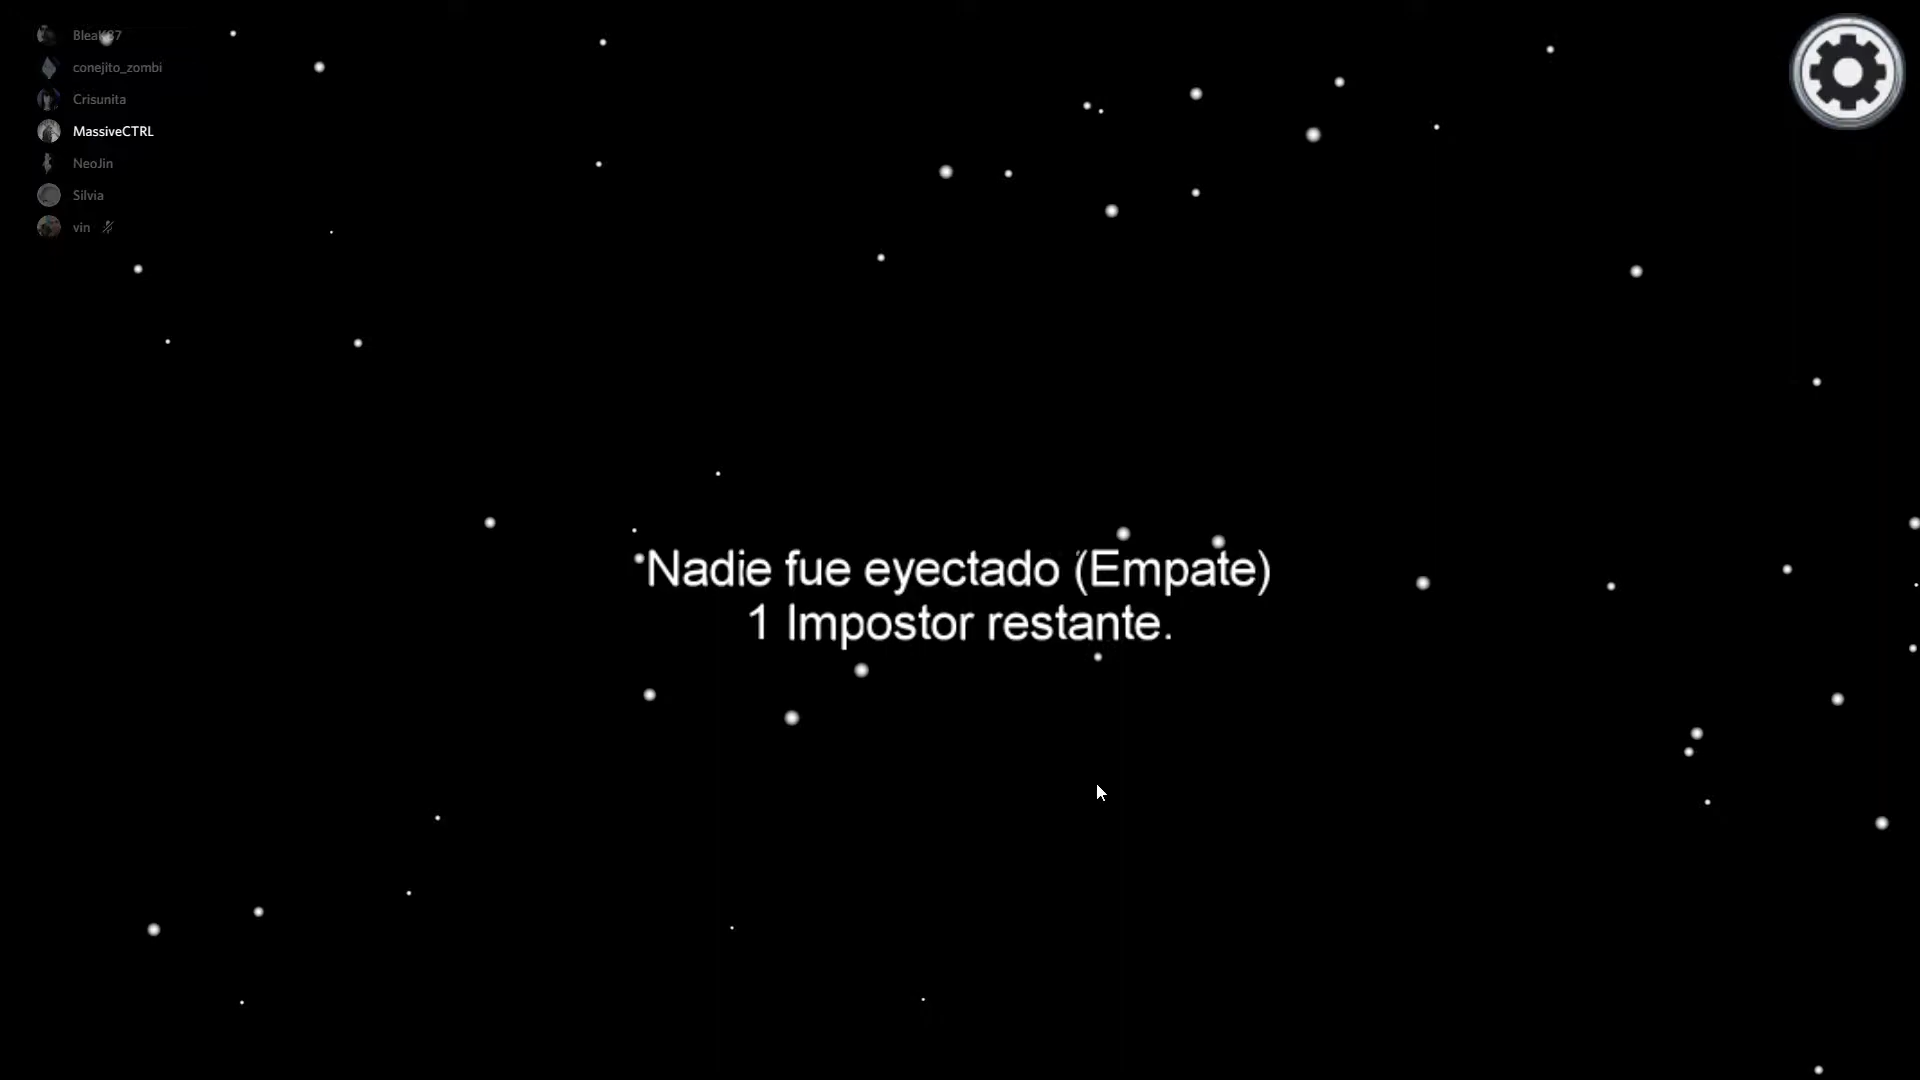 BleaK87
conejito_zombi
Crisunita
MassiveCTRL
NeoJin
Silvia
vin
Nadie fue eyectado (Empate)
1 Impostor restante.